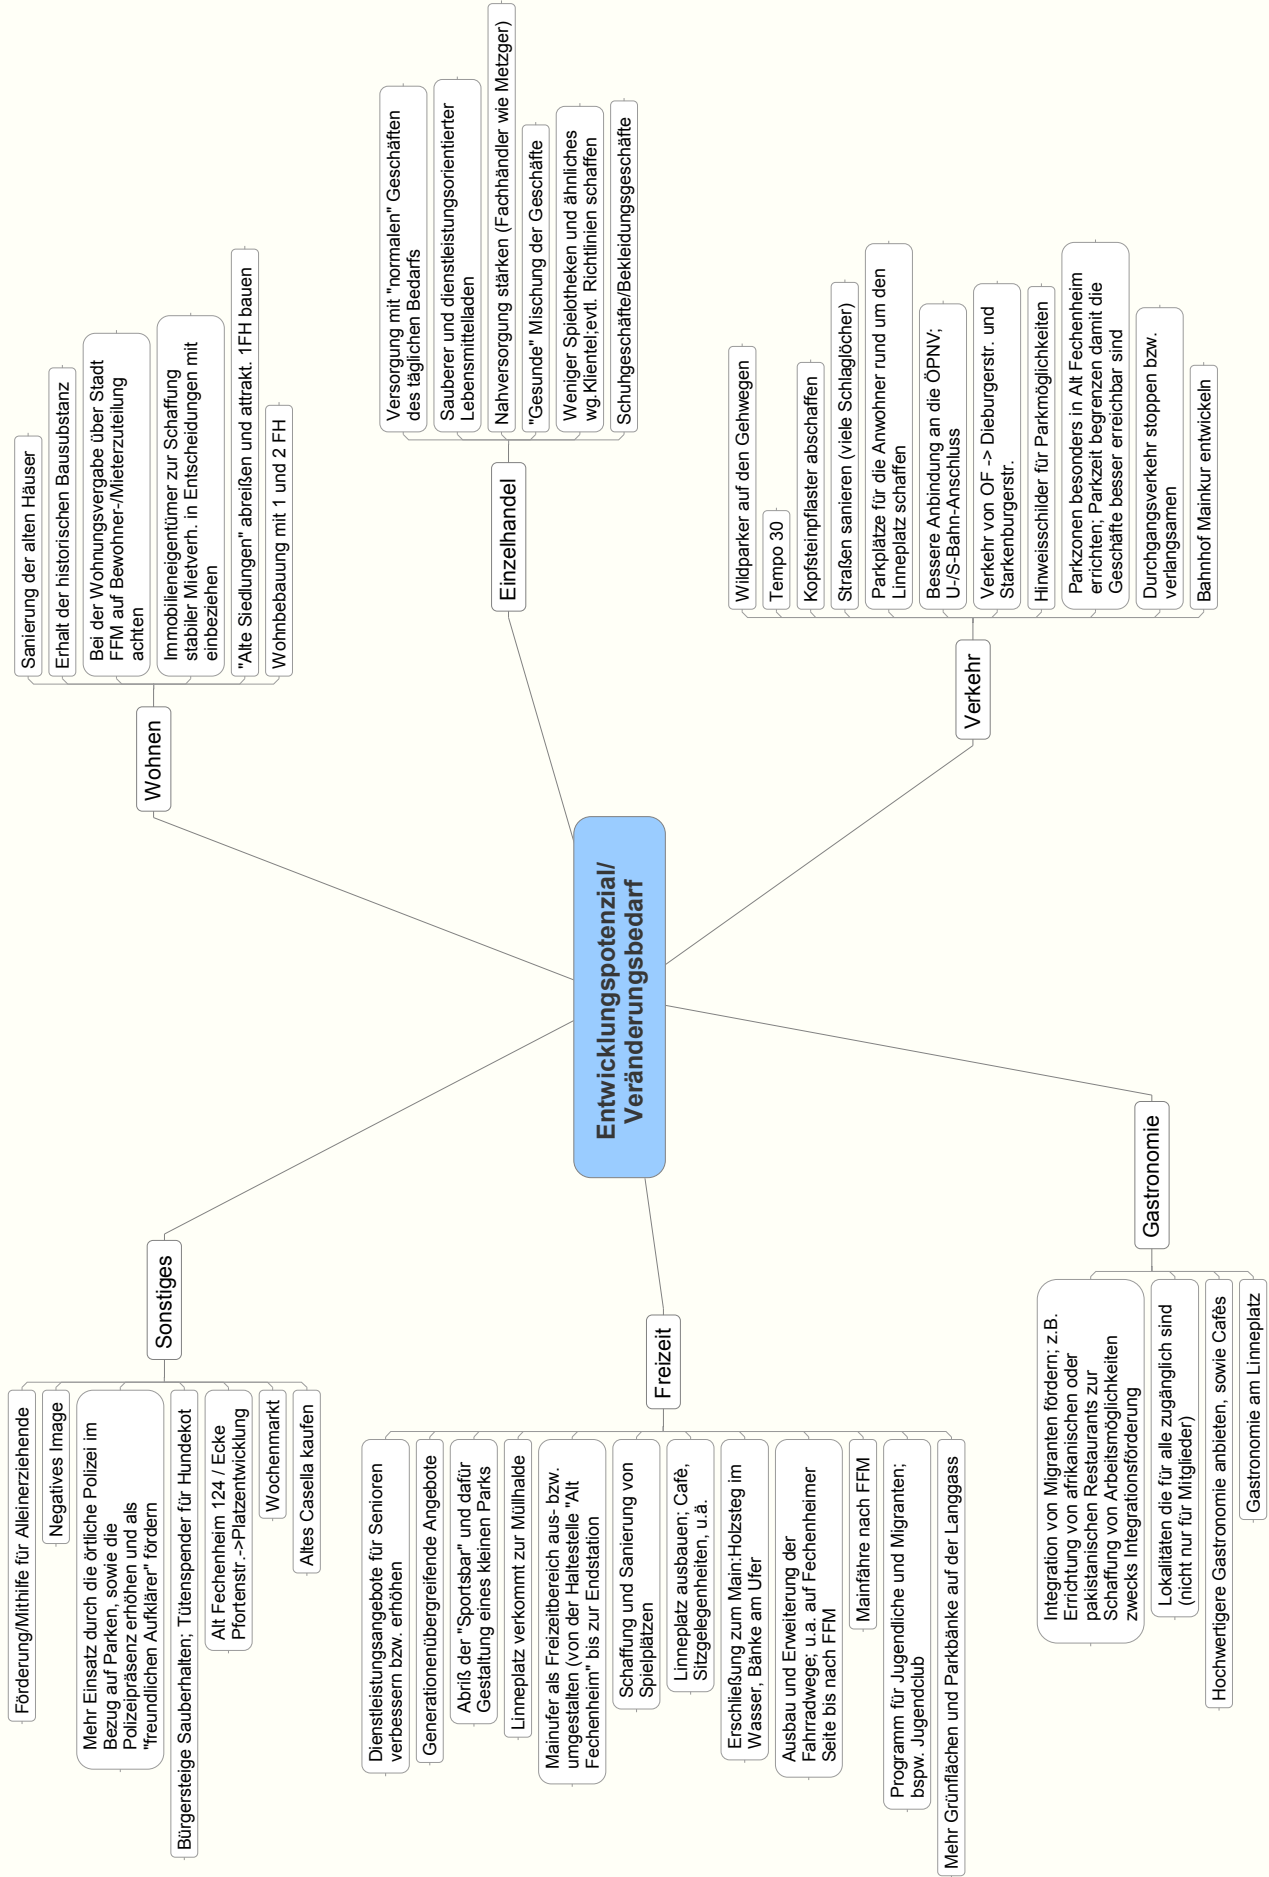 Entwicklungspotenzial/
Veränderungsbedarf
Wohnen
Sanierung der alten Häuser
Erhalt der historischen Bausubstanz
Bei der Wohnungsvergabe über Stadt
FFM auf Bewohner-/Mieterzuteilung
achten
Immobilieneigentümer zur Schaffung
stabiler Mietverh. in Entscheidungen mit
einbeziehen
"Alte Siedlungen" abreißen und attrakt. 1FH bauen
Wohnbebauung mit 1 und 2 FH
Einzelhandel
Versorgung mit "normalen" Geschäften
des täglichen Bedarfs
Sauberer und dienstleistungsorientierter
Lebensmittelladen
Nahversorgung stärken (Fachhändler wie Metzger)
"Gesunde" Mischung der Geschäfte
Weniger Spielotheken und ähnliches
wg.Klientel;evtl. Richtlinien schaffen
Schuhgeschäfte/Bekleidungsgeschäfte
Verkehr
Wildparker auf den Gehwegen
Tempo 30
Kopfsteinpflaster abschaffen
Straßen sanieren (viele Schlaglöcher)
Parkplätze für die Anwohner rund um den
Linneplatz schaffen
Bessere Anbindung an die ÖPNV;
U-/S-Bahn-Anschluss
Verkehr von OF -> Dieburgerstr. und
Starkenburgerstr.
Hinweisschilder für Parkmöglichkeiten
Parkzonen besonders in Alt Fechenheim
errichten; Parkzeit begrenzen damit die
Geschäfte besser erreichbar sind
Durchgangsverkehr stoppen bzw.
verlangsamen
Bahnhof Mainkur entwickeln
Sonstiges
Förderung/Mithilfe für Alleinerziehende
Negatives Image
Mehr Einsatz durch die örtliche Polizei im
Bezug auf Parken, sowie die
Polizeipräsenz erhöhen und als
"freundlichen Aufklärer" fördern
Bürgersteige Sauberhalten; Tütenspender für Hundekot
Alt Fechenheim 124 / Ecke
Pfortenstr.->Platzentwicklung
Wochenmarkt
Altes Casella kaufen
Freizeit
Dienstleistungsangebote für Senioren
verbessern bzw. erhöhen
Generationenübergreifende Angebote
Abriß der "Sportsbar" und dafür
Gestaltung eines kleinen Parks
Linneplatz verkommt zur Müllhalde
Mainufer als Freizeitbereich aus- bzw.
umgestalten (von der Haltestelle "Alt
Fechenheim" bis zur Endstation
Schaffung und Sanierung von
Spielplätzen
Linneplatz ausbauen; Cafè,
Sitzgelegenheiten, u.ä.
Erschließung zum Main:Holzsteg im
Wasser, Bänke am Ufer
Ausbau und Erweiterung der
Fahrradwege; u.a. auf Fechenheimer
Seite bis nach FFM
Mainfähre nach FFM
Programm für Jugendliche und Migranten;
bspw. Jugendclub
Mehr Grünflächen und Parkbänke auf der Langgass
Gastronomie
Integration von Migranten fördern; z.B.
Errichtung von afrikanischen oder
pakistanischen Restaurants zur
Schaffung von Arbeitsmöglichkeiten
zwecks Integrationsförderung
Lokalitäten die für alle zugänglich sind
(nicht nur für Mitglieder)
Hochwertigere Gastronomie anbieten, sowie Cafès
Gastronomie am Linneplatz